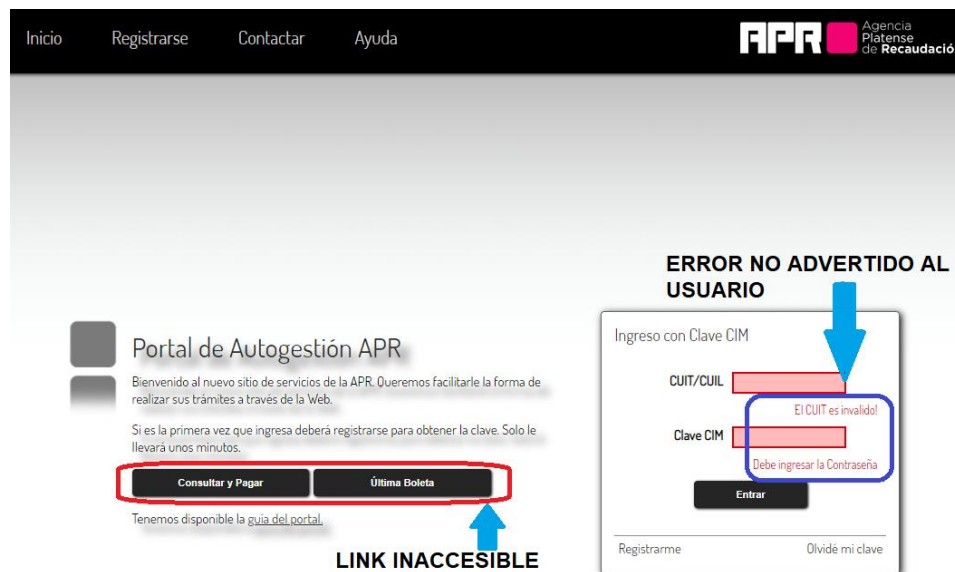 Inicio Registrarse Contactar Ayuda
APR Agencia
Platense
de Recaudació
ERROR NO ADVERTIDO AL
USUARIO
Portal de Autogestión APR
Bienvenido al nuevo sitio de servicios de la APR. Queremos facilitarle la forma de
realizar sus trámites a través de la Web.
Si es la primera vez que ingresa deberá registrarse para obtener la clave. Solo le
llevará unos minutos.
Consultar y Pagar Última Boleta
Tenemos disponible la guía del portal.
LINK INACCESIBLE
Ingreso con Clave CIM
CUIT/CUIL
El CUIT es invalido!
Clave CIM
Debe ingresar la Contraseña
Entrar
Registrarme Olvidé mi clave